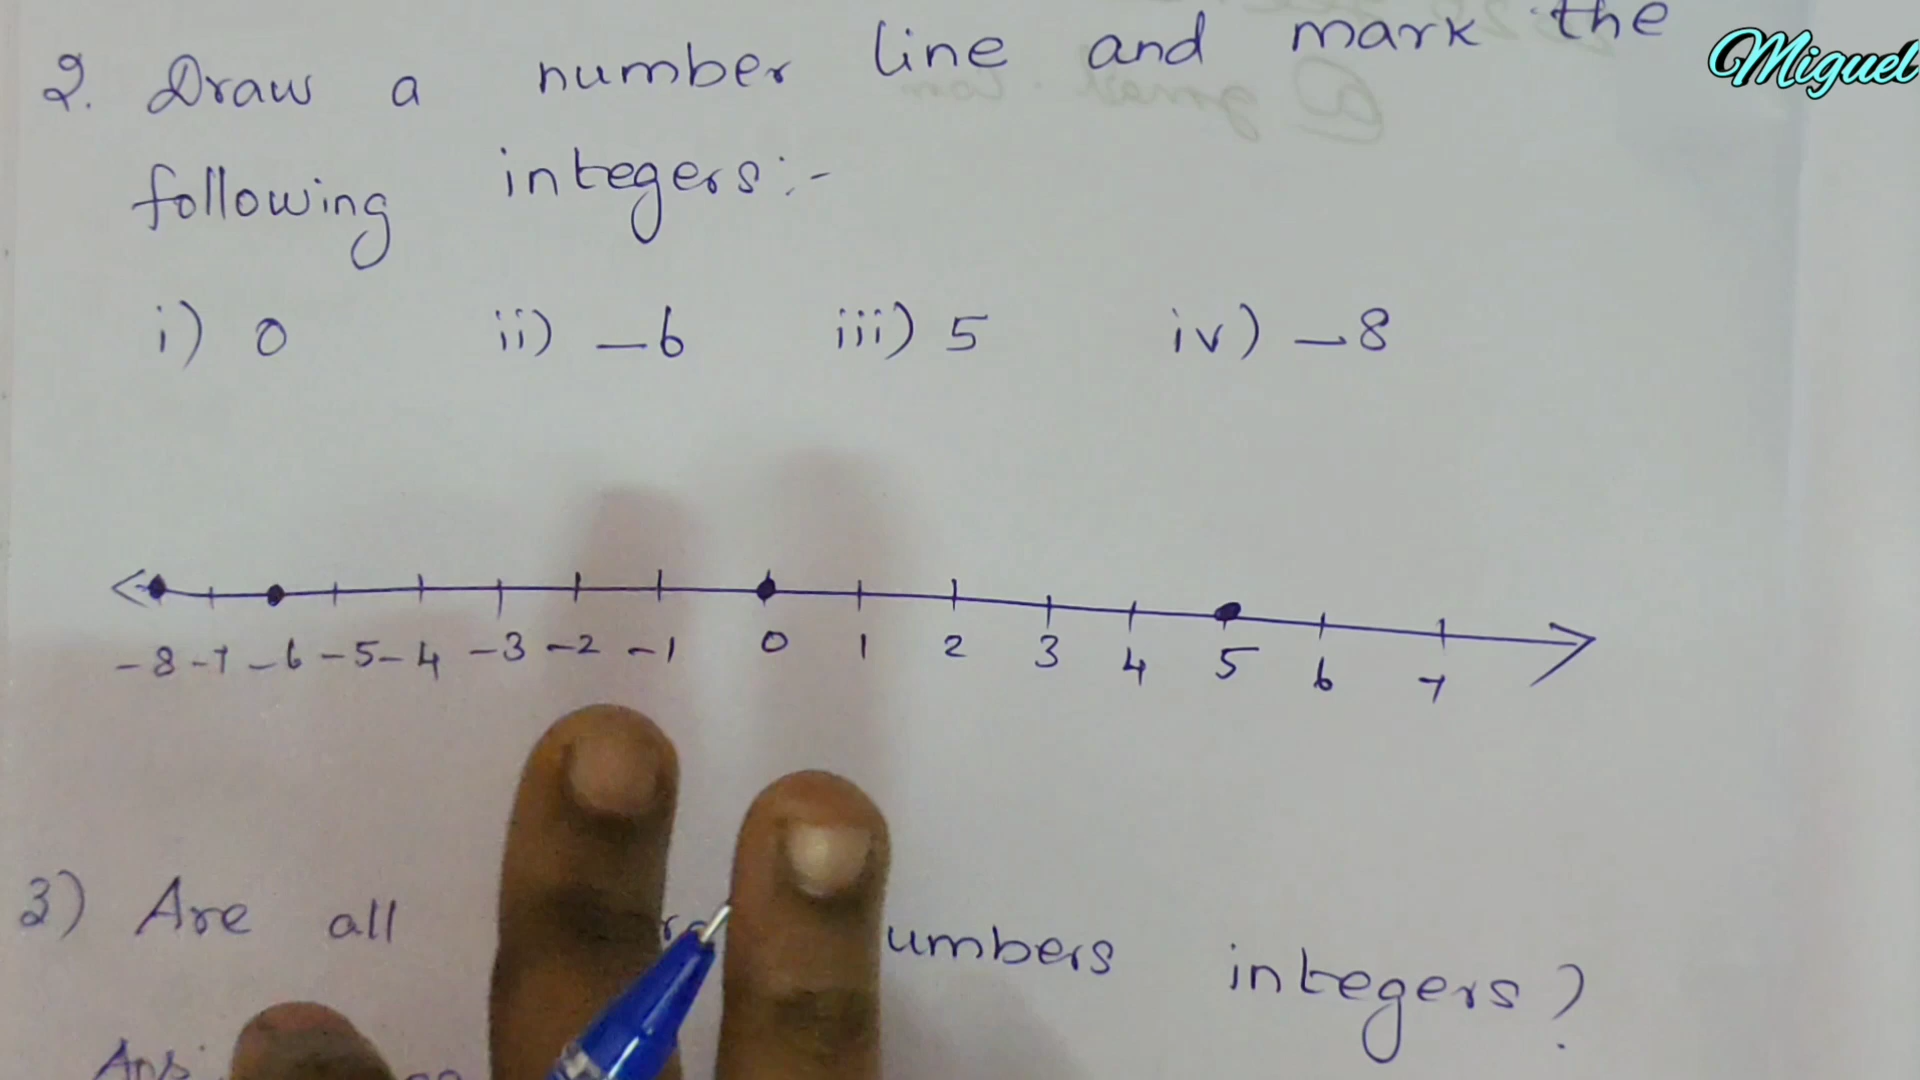 2. Draw a number line and mark the
Miguel
following integers:-
i) 0 ii) -6 iii) 5 iv) -8
-8 -7 -6 -5 -4 -3 -2 -1 0 1 2 3 4 5 6 7
3) Are all umbers integers?
Ans: